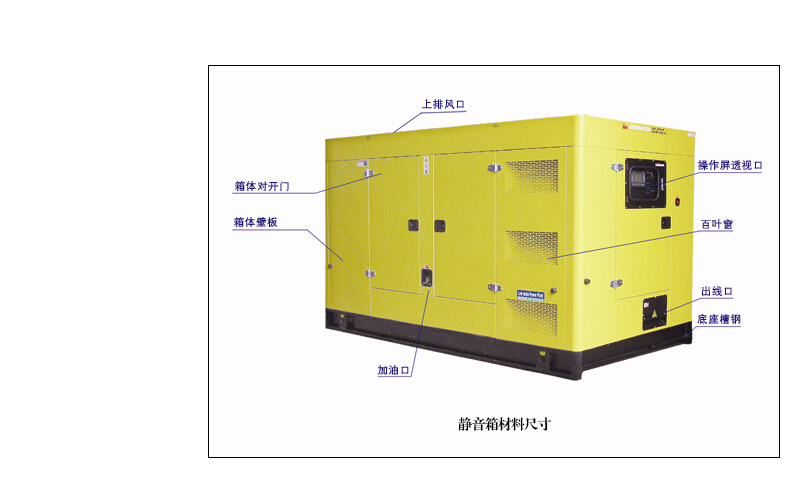 上排风口
操作屏透视口
箱体对开门
箱体壁板
百叶窗
出线口
底座槽钢
加油口
静音箱材料尺寸